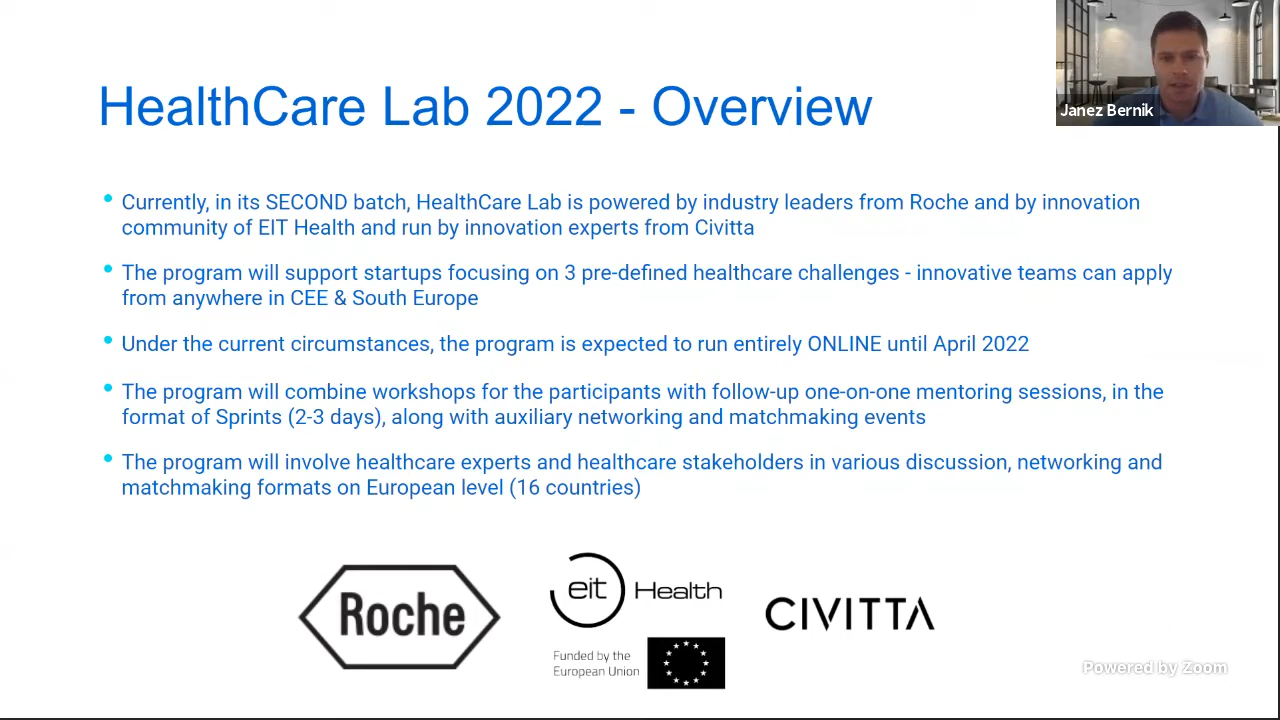 HealthCare Lab 2022 - Overview
Janez Bernik
Currently, in its SECOND batch, HealthCare Lab is powered by industry leaders from Roche and by innovation
community of EIT Health and run by innovation experts from Civitta
The program will support startups focusing on 3 pre-defined healthcare challenges - innovative teams can apply
from anywhere in CEE & South Europe
Under the current circumstances, the program is expected to run entirely ONLINE until April 2022
The program will combine workshops for the participants with follow-up one-on-one mentoring sessions, in the
format of Sprints (2-3 days), along with auxiliary networking and matchmaking events
The program will involve healthcare experts and healthcare stakeholders in various discussion, networking and
matchmaking formats on European level (16 countries)
Roche
eit Health
CIVITTA
Funded by the
European Union
Powered by Zoom